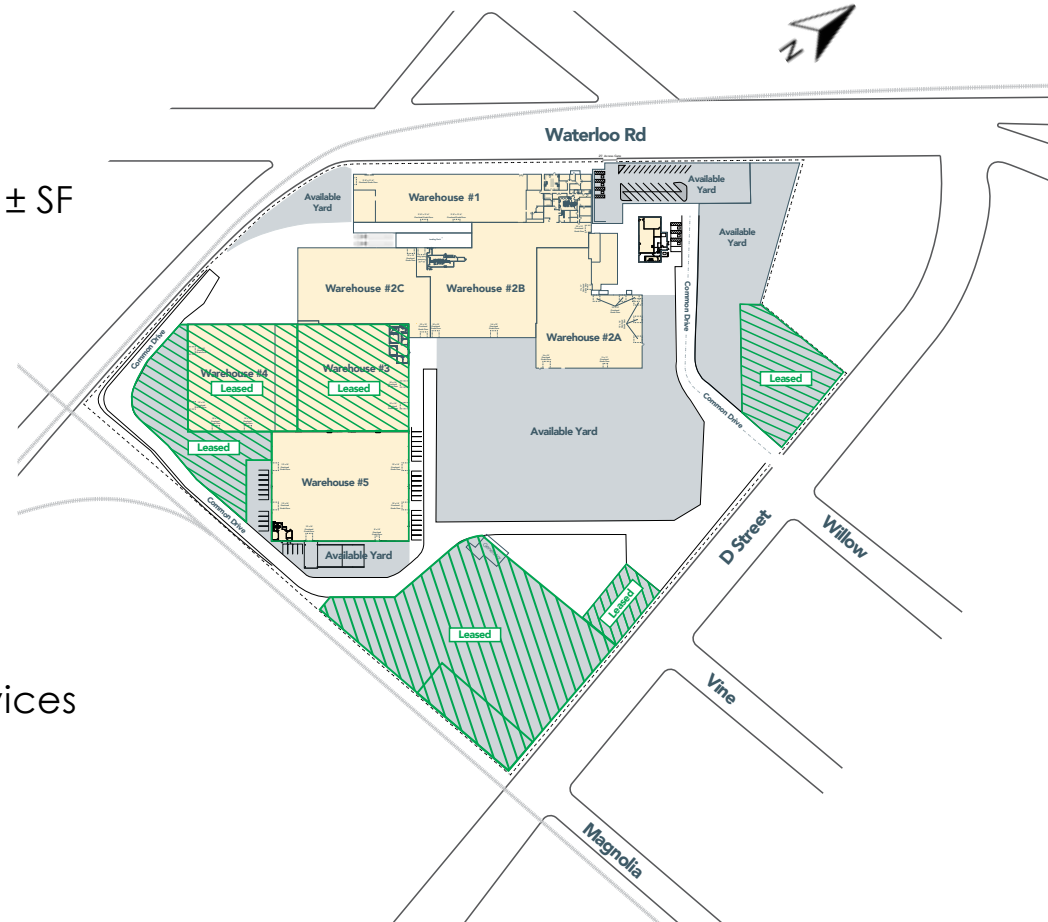 N
Waterloo Rd
± SF
Available
Yard
Warehouse #1
Available
Yard
Available
Yard
Warehouse #2C
Warehouse #2B
Common Drive
Warehouse #2A
Common Drive
Warehouse #4
Leased
Warehouse #3
Leased
Leased
Common Drive
Available Yard
Leased
Warehouse #5
Common Drive
D Street
Willow
Available Yard
Leased
Leased
Vine
vices
Magnolia